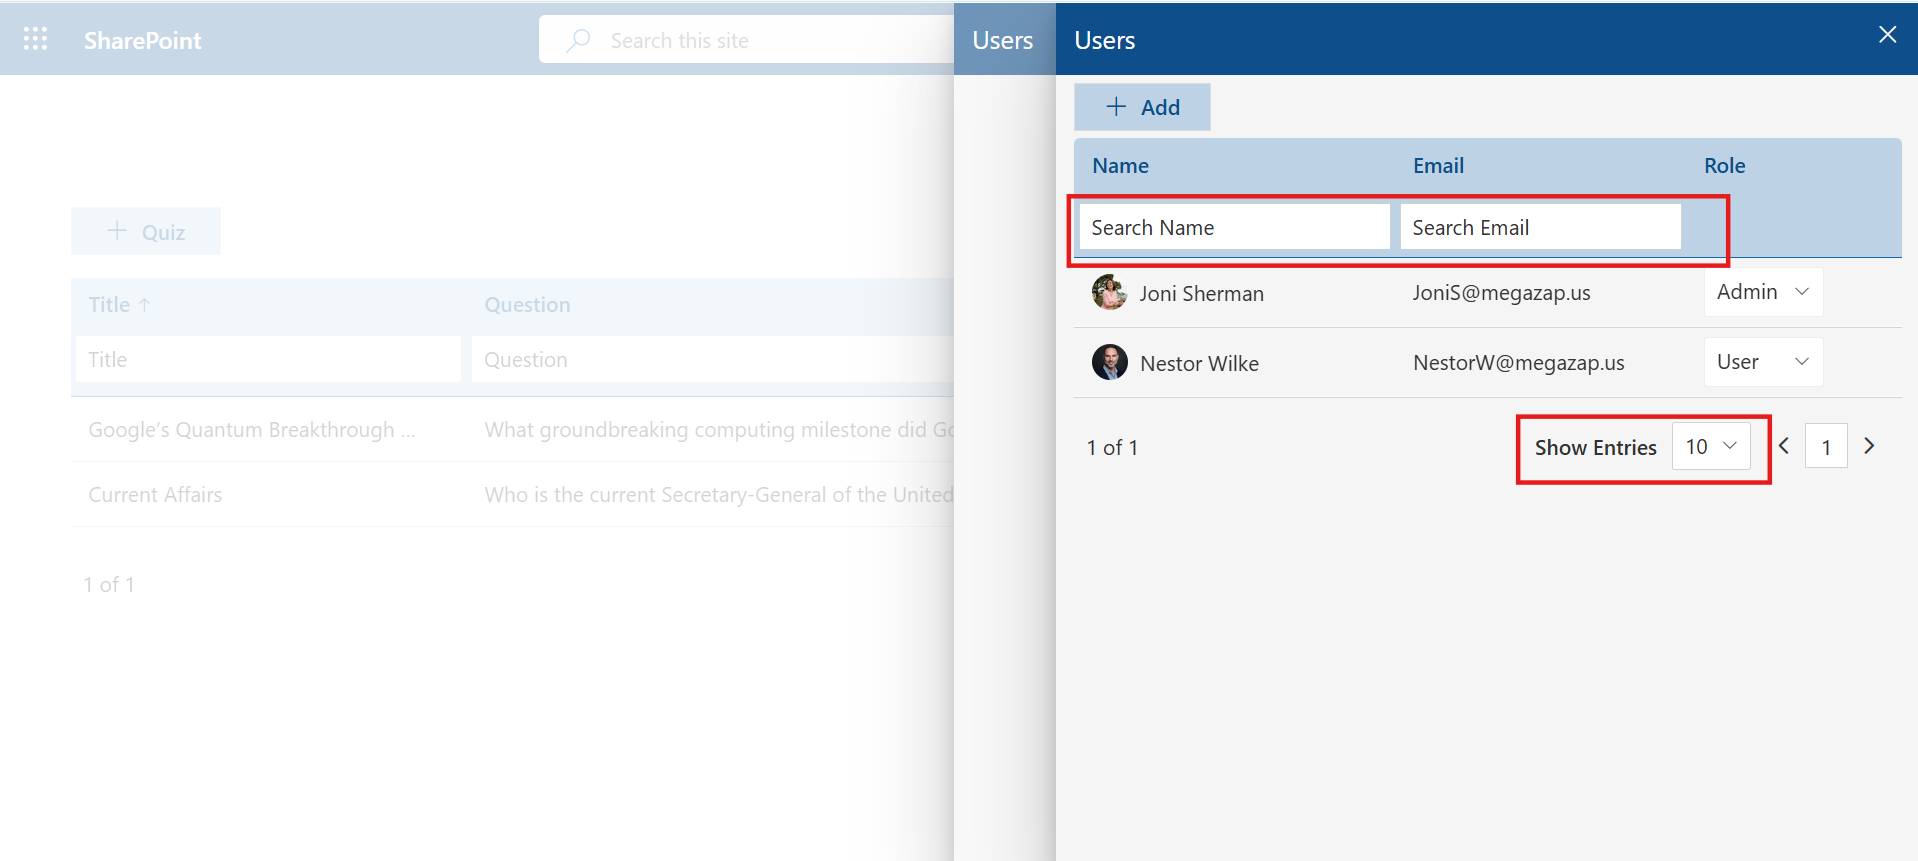 SharePoint
Search this site
Users
Users
+ Add
Name Email Role
Search Name Search Email
Joni Sherman JoniS@megazap.us Admin
Nestor Wilke NestorW@megazap.us User
1 of 1 Show Entries 10 1
+ Quiz
Title ↑ Question
Title Question
Google's Quantum Breakthrough ... What groundbreaking computing milestone did Go
Current Affairs Who is the current Secretary-General of the United
1 of 1